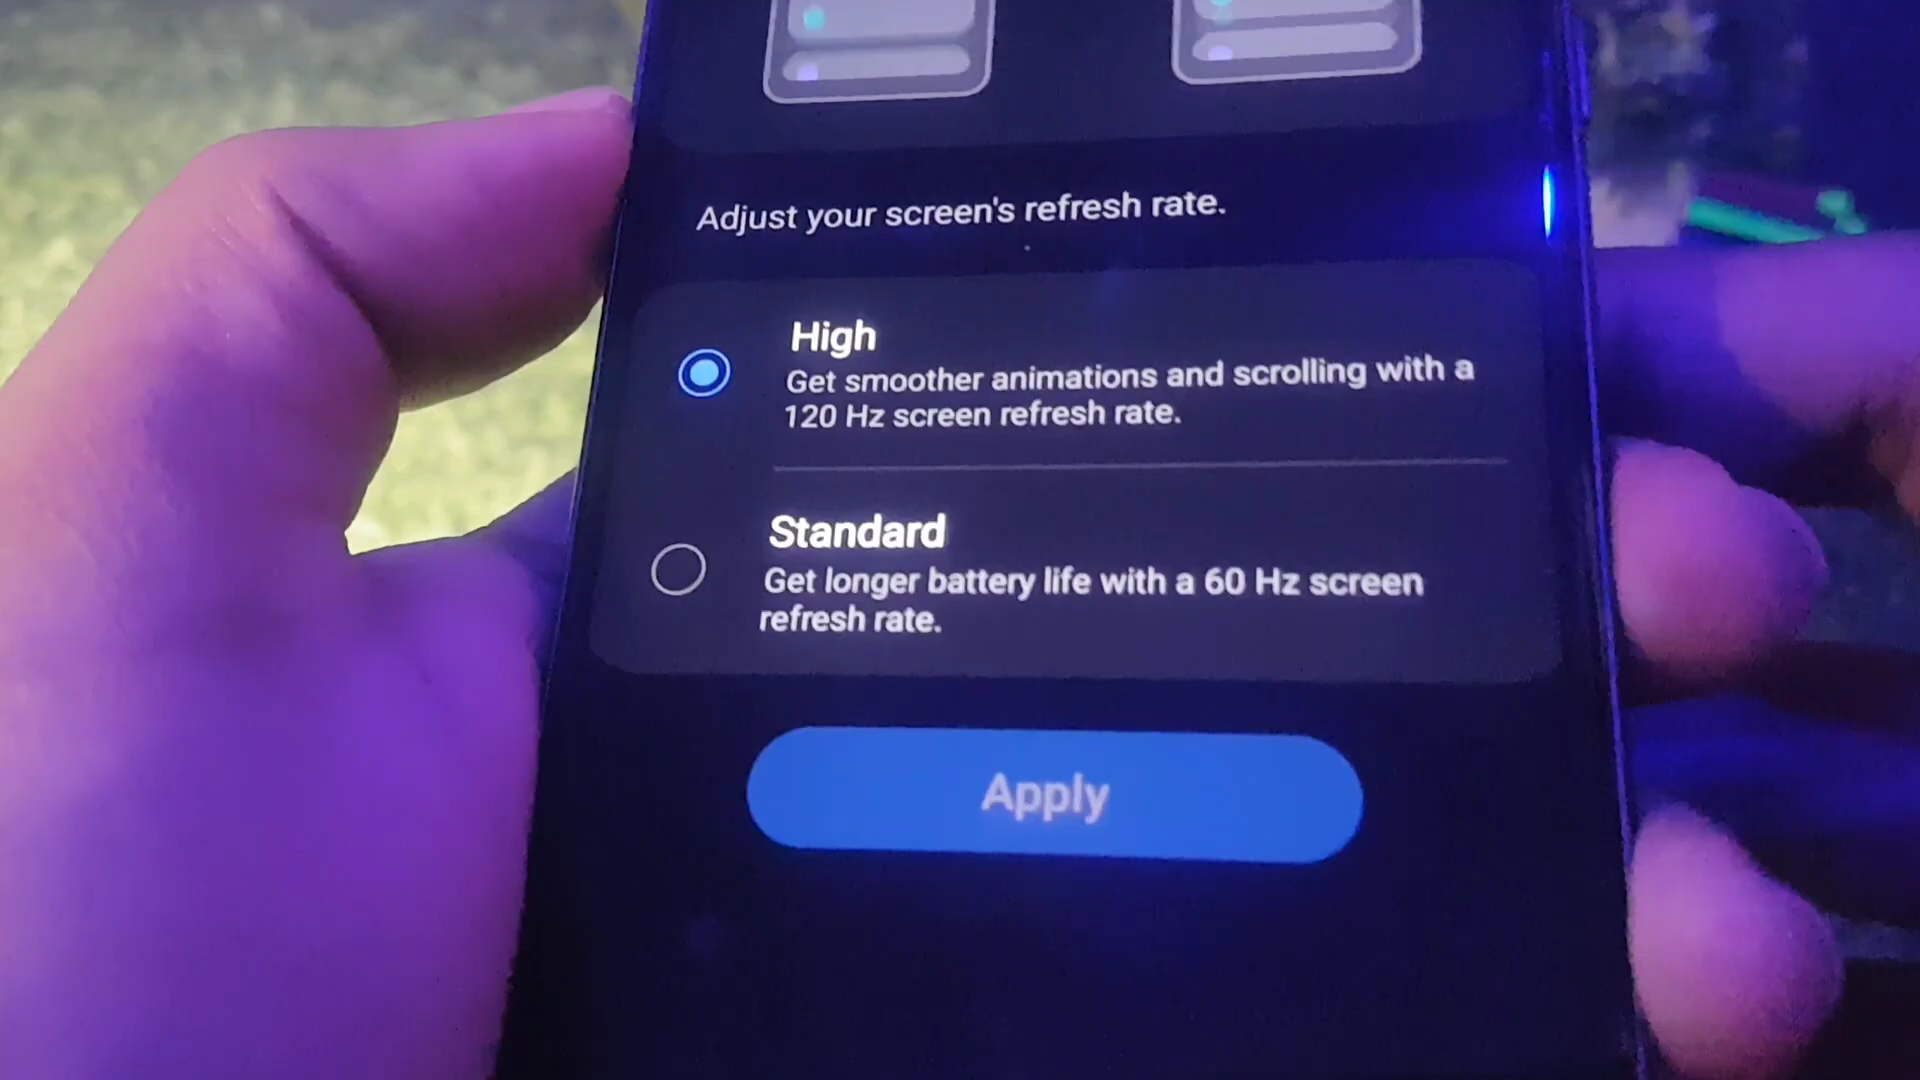 Adjust your screen's refresh rate.
High
Get smoother animations and scrolling with a
120 Hz screen refresh rate.
Standard
Get longer battery life with a 60 Hz screen
refresh rate.
Apply